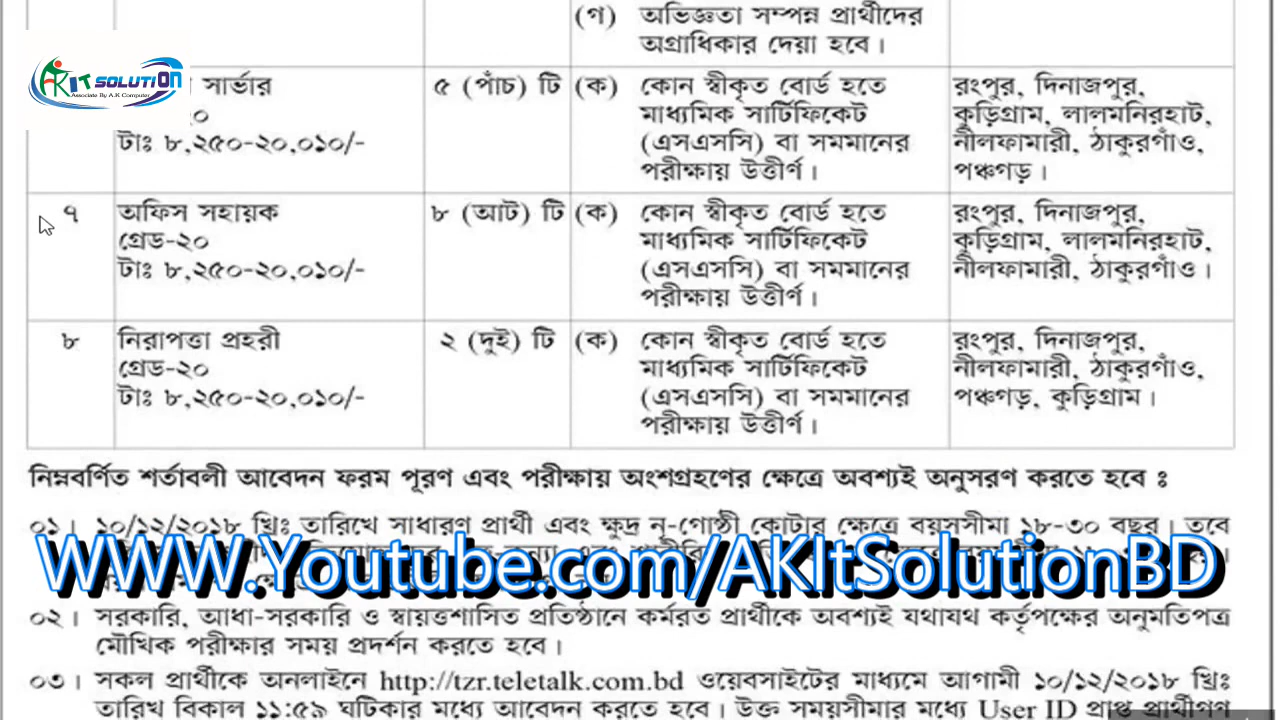 (গ) অভিজ্ঞতা সম্পন্ন প্রার্থীদের
অগ্রাধিকার দেয়া হবে।
AKIT SOLUTION
Associate By A.K Computer
সার্ভার
টাঃ ৮,২৫০-২০,০১০/-
৫ (পাঁচ) টি
(ক) কোন স্বীকৃত বোর্ড হতে
মাধ্যমিক সার্টিফিকেট
(এসএসসি) বা সমমানের
পরীক্ষায় উত্তীর্ণ।
রংপুর, দিনাজপুর,
কুড়িগ্রাম, লালমনিরহাট,
নীলফামারী, ঠাকুরগাঁও,
পঞ্চগড়।
৭
অফিস সহায়ক
গ্রেড-২০
টাঃ ৮,২৫০-২০,০১০/-
৮ (আট) টি
(ক) কোন স্বীকৃত বোর্ড হতে
মাধ্যমিক সার্টিফিকেট
(এসএসসি) বা সমমানের
পরীক্ষায় উত্তীর্ণ।
রংপুর, দিনাজপুর,
কুড়িগ্রাম, লালমনিরহাট,
নীলফামারী, ঠাকুরগাঁও।
৮
নিরাপত্তা প্রহরী
গ্রেড-২০
টাঃ ৮,২৫০-২০,০১০/-
২ (দুই) টি
(ক) কোন স্বীকৃত বোর্ড হতে
মাধ্যমিক সার্টিফিকেট
(এসএসসি) বা সমমানের
পরীক্ষায় উত্তীর্ণ।
রংপুর, দিনাজপুর,
নীলফামারী, ঠাকুরগাঁও,
পঞ্চগড়, কুড়িগ্রাম।
নিম্নবর্ণিত শর্তাবলী আবেদন ফরম পূরণ এবং পরীক্ষায় অংশগ্রহণের ক্ষেত্রে অবশ্যই অনুসরণ করতে হবে ঃ
০১। ১০/১২/২০১৮ খ্রিঃ তারিখে সাধারণ প্রার্থী এবং ক্ষুদ্র নৃ-গোষ্ঠী কোটার ক্ষেত্রে বয়সসীমা ১৮-৩০ বছর। তবে
WWW.Youtube.com/AKItSolutionBD
০২। সরকারি, আধা-সরকারি ও স্বায়ত্তশাসিত প্রতিষ্ঠানে কর্মরত প্রার্থীকে অবশ্যই যথাযথ কর্তৃপক্ষের অনুমতিপত্র
মৌখিক পরীক্ষার সময় প্রদর্শন করতে হবে।
০৩। সকল প্রার্থীকে অনলাইনে http://tzr.teletalk.com.bd ওয়েবসাইটের মাধ্যমে আগামী ১০/১২/২০১৮ খ্রিঃ
তারিখ বিকাল ১১:৫৯ ঘটিকার মধ্যে আবেদন করতে হবে। উক্ত সময়সীমার মধ্যে User ID প্রাপ্ত প্রার্থীগণ